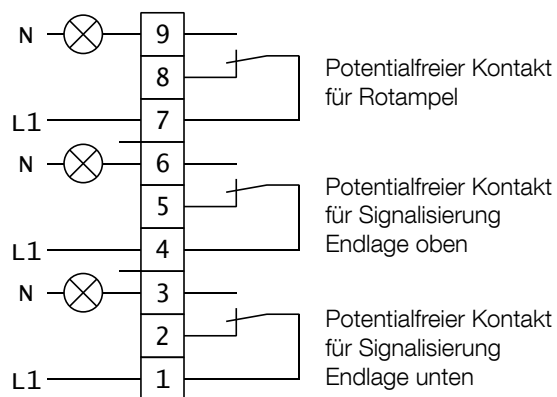 N 9
8
L1 7
Potentialfreier Kontakt
für Rotampel
N 6
5
L1 4
Potentialfreier Kontakt
für Signalisierung
Endlage oben
N 3
2
L1 1
Potentialfreier Kontakt
für Signalisierung
Endlage unten